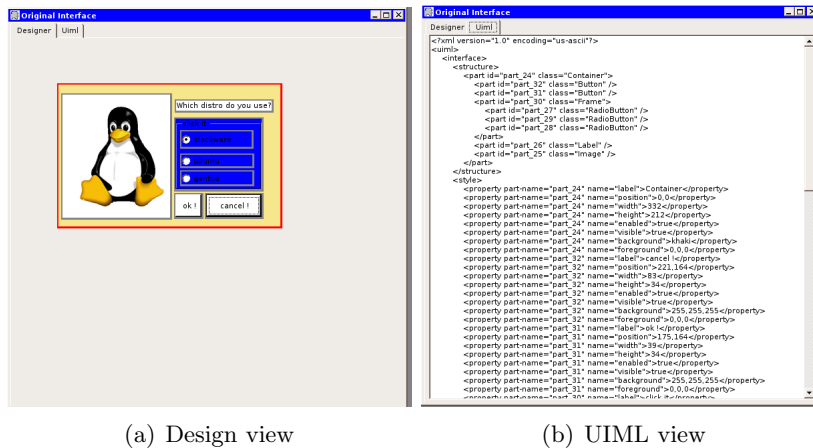 Original Interface
Designer Uiml
Which distro do you use?
ok !
cancel !
(a) Design view
Original Interface
Designer Uiml
<?xml version="1.0" encoding="us-ascii"?>
<uiml>
<interface>
<structure>
<part id="part_24" class="Container">
<part id="part_32" class="Button" />
<part id="part_31" class="Button" />
<part id="part_30" class="Frame">
<part id="part_27" class="RadioButton" />
<part id="part_29" class="RadioButton" />
<part id="part_28" class="RadioButton" />
</part>
<part id="part_26" class="Label" />
<part id="part_25" class="Image" />
</part>
</structure>
<style>
<property part-name="part_24" name="label">Container</property>
<property part-name="part_24" name="position">0,0</property>
<property part-name="part_24" name="width">332</property>
<property part-name="part_24" name="height">212</property>
<property part-name="part_24" name="enabled">true</property>
<property part-name="part_24" name="visible">true</property>
<property part-name="part_24" name="background">khaki</property>
<property part-name="part_24" name="foreground">0,0,0</property>
<property part-name="part_32" name="label">cancel !</property>
<property part-name="part_32" name="position">221,164</property>
<property part-name="part_32" name="width">83</property>
<property part-name="part_32" name="height">34</property>
<property part-name="part_32" name="enabled">true</property>
<property part-name="part_32" name="visible">true</property>
<property part-name="part_32" name="background">255,255,255</property>
<property part-name="part_32" name="foreground">0,0,0</property>
<property part-name="part_31" name="label">ok !</property>
<property part-name="part_31" name="position">175,164</property>
<property part-name="part_31" name="width">39</property>
<property part-name="part_31" name="height">34</property>
<property part-name="part_31" name="enabled">true</property>
<property part-name="part_31" name="visible">true</property>
<property part-name="part_31" name="background">255,255,255</property>
<property part-name="part_31" name="foreground">0,0,0</property>
<property part-name="part_30" name="label">click it</property>
(b) UIML view